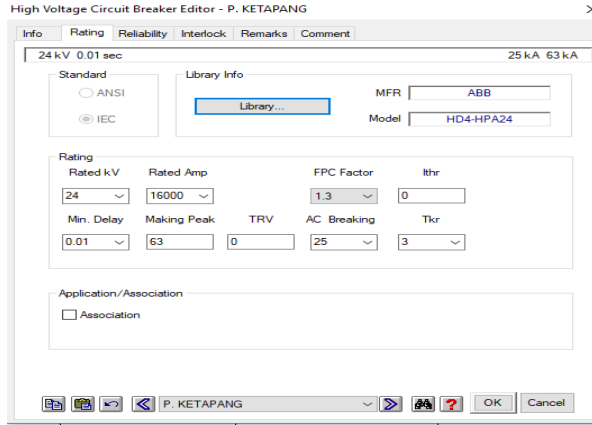 High Voltage Circuit Breaker Editor - P. KETAPANG
Info Rating Reliability Interlock Remarks Comment
24 kV 0.01 sec 25 kA 63 kA
Standard Library Info
ANSI
Library...
MFR ABB
IEC
Model HD4-HPA24
Rating
Rated kV Rated Amp FPC Factor Ithr
24 16000 1.3 0
Min. Delay Making Peak TRV AC Breaking Tkr
0.01 63 0 25 3
Application/Association
Association
P. KETAPANG ? OK Cancel